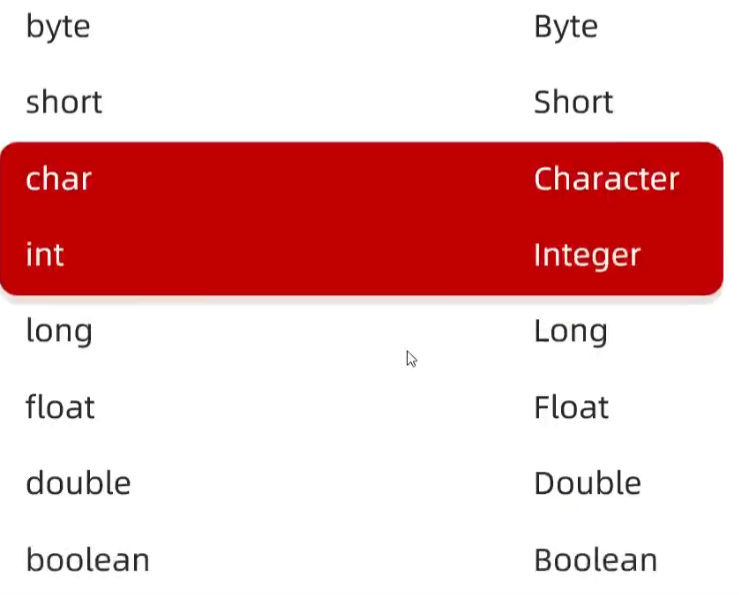 byte Byte
short Short
char Character
int Integer
long Long
float Float
double Double
boolean Boolean